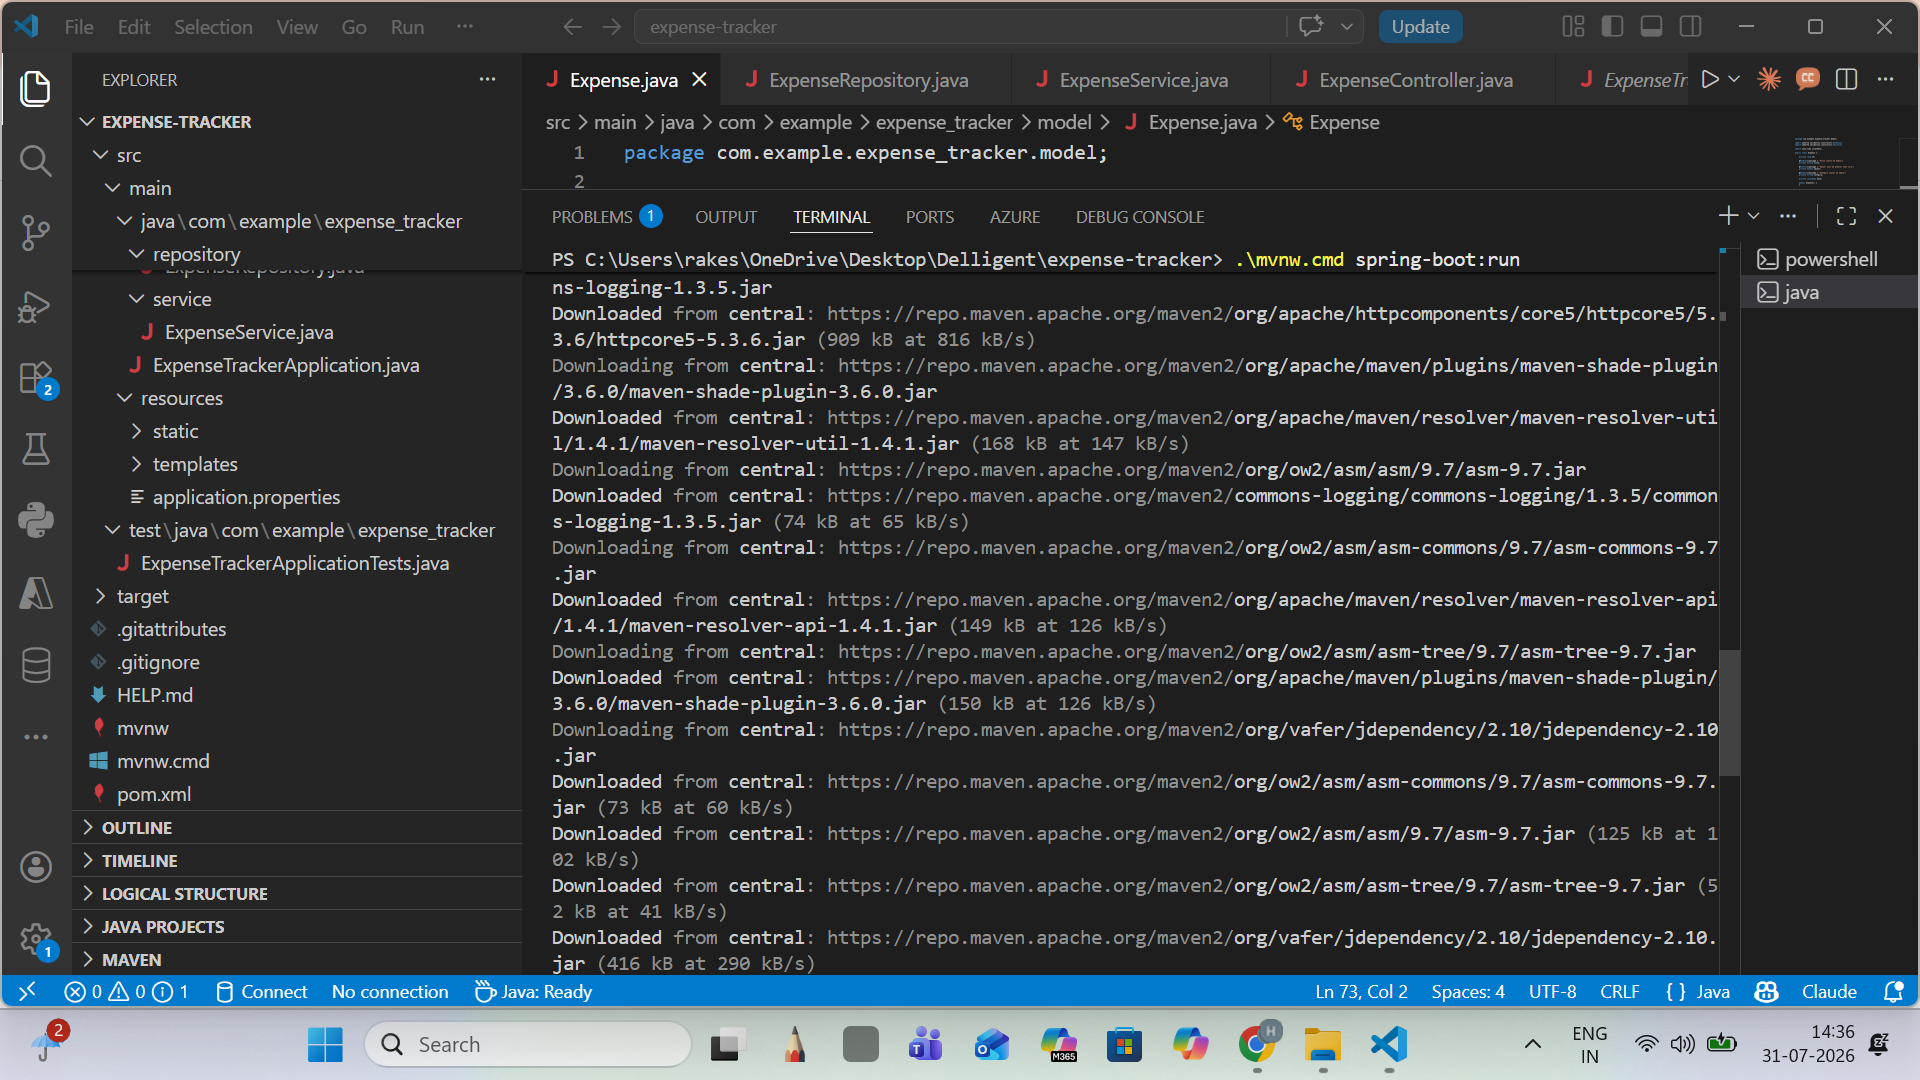 File Edit Selection View Go Run ···
expense-tracker
Update
EXPLORER
EXPENSE-TRACKER
src
main
java\com\example\expense_tracker
repository
ExpenseRepository.java
service
ExpenseService.java
ExpenseTrackerApplication.java
resources
static
templates
application.properties
test\java\com\example\expense_tracker
ExpenseTrackerApplicationTests.java
target
.gitattributes
.gitignore
HELP.md
mvnw
mvnw.cmd
pom.xml
OUTLINE
TIMELINE
LOGICAL STRUCTURE
JAVA PROJECTS
MAVEN
2
1
Expense.java ExpenseRepository.java ExpenseService.java ExpenseController.java ExpenseTr
src > main > java > com > example > expense_tracker > model > Expense.java > Expense
1 package com.example.expense_tracker.model;
2
PROBLEMS 1 OUTPUT TERMINAL PORTS AZURE DEBUG CONSOLE
powershell
java
PS C:\Users\rakes\OneDrive\Desktop\Delligent\expense-tracker> .\mvnw.cmd spring-boot:run
ns-logging-1.3.5.jar
Downloaded from central: https://repo.maven.apache.org/maven2/org/apache/httpcomponents/core5/httpcore5/5.
3.6/httpcore5-5.3.6.jar (909 kB at 816 kB/s)
Downloading from central: https://repo.maven.apache.org/maven2/org/apache/maven/plugins/maven-shade-plugin
/3.6.0/maven-shade-plugin-3.6.0.jar
Downloaded from central: https://repo.maven.apache.org/maven2/org/apache/maven/resolver/maven-resolver-uti
l/1.4.1/maven-resolver-util-1.4.1.jar (168 kB at 147 kB/s)
Downloading from central: https://repo.maven.apache.org/maven2/org/ow2/asm/asm/9.7/asm-9.7.jar
Downloaded from central: https://repo.maven.apache.org/maven2/commons-logging/commons-logging/1.3.5/common
s-logging-1.3.5.jar (74 kB at 65 kB/s)
Downloading from central: https://repo.maven.apache.org/maven2/org/ow2/asm/asm-commons/9.7/asm-commons-9.7
.jar
Downloaded from central: https://repo.maven.apache.org/maven2/org/apache/maven/resolver/maven-resolver-api
/1.4.1/maven-resolver-api-1.4.1.jar (149 kB at 126 kB/s)
Downloading from central: https://repo.maven.apache.org/maven2/org/ow2/asm/asm-tree/9.7/asm-tree-9.7.jar
Downloaded from central: https://repo.maven.apache.org/maven2/org/apache/maven/plugins/maven-shade-plugin/
3.6.0/maven-shade-plugin-3.6.0.jar (150 kB at 126 kB/s)
Downloading from central: https://repo.maven.apache.org/maven2/org/vafer/jdependency/2.10/jdependency-2.10
.jar
Downloaded from central: https://repo.maven.apache.org/maven2/org/ow2/asm/asm-commons/9.7/asm-commons-9.7.
jar (73 kB at 60 kB/s)
Downloaded from central: https://repo.maven.apache.org/maven2/org/ow2/asm/asm/9.7/asm-9.7.jar (125 kB at 1
02 kB/s)
Downloaded from central: https://repo.maven.apache.org/maven2/org/ow2/asm/asm-tree/9.7/asm-tree-9.7.jar (5
2 kB at 41 kB/s)
Downloaded from central: https://repo.maven.apache.org/maven2/org/vafer/jdependency/2.10/jdependency-2.10.
jar (416 kB at 290 kB/s)
0 0 1 Connect No connection Java: Ready Ln 73, Col 2 Spaces: 4 UTF-8 CRLF { } Java Claude
2
Search
M365
H
ENG
IN
14:36
31-07-2026